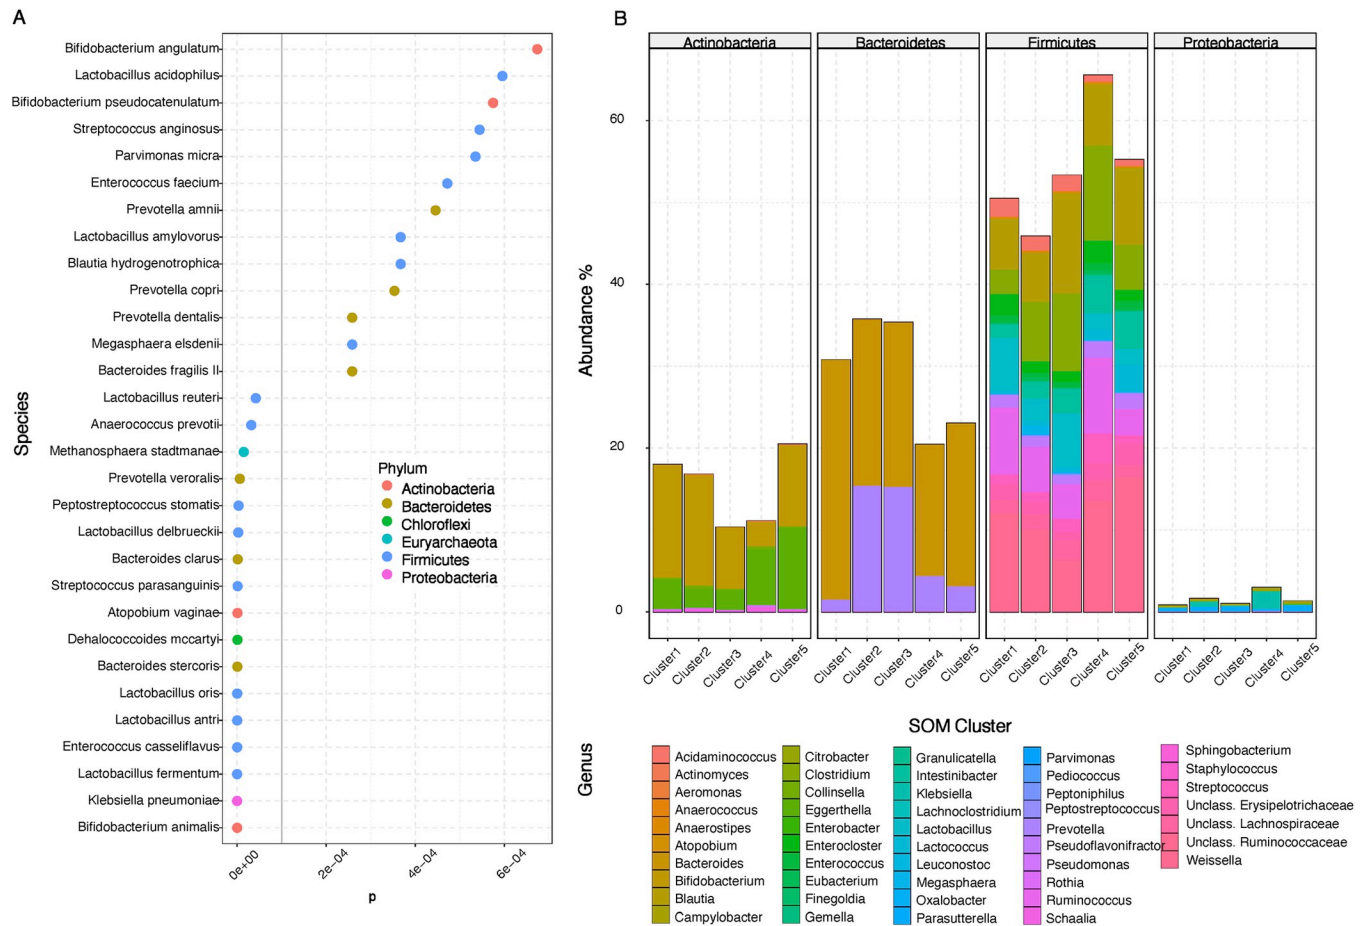 A
Bifidobacterium angulatum
Lactobacillus acidophilus
Bifidobacterium pseudocatenulatum
Streptococcus anginosus
Parvimonas micra
Enterococcus faecium
Prevotella amnii
Lactobacillus amylovorus
Blautia hydrogenotrophica
Prevotella copri
Prevotella dentalis
Megasphaera elsdenii
Bacteroides fragilis II
Lactobacillus reuteri
Anaerococcus prevotii
Methanosphaera stadtmanae
Prevotella veroralis
Peptostreptococcus stomatis
Lactobacillus delbrueckii
Bacteroides clarus
Streptococcus parasanguinis
Atopobium vaginae
Dehalococcoides mccartyi
Bacteroides stercoris
Lactobacillus oris
Lactobacillus antri
Enterococcus casseliflavus
Lactobacillus fermentum
Klebsiella pneumoniae
Bifidobacterium animalis
Species
0e+00
2e-04
4e-04
6e-04
p
Phylum
Actinobacteria
Bacteroidetes
Chloroflexi
Euryarchaeota
Firmicutes
Proteobacteria
B
Actinobacteria
Bacteroidetes
Firmicutes
Proteobacteria
Abundance %
60
40
20
0
Cluster1
Cluster2
Cluster3
Cluster4
Cluster5
Cluster1
Cluster2
Cluster3
Cluster4
Cluster5
Cluster1
Cluster2
Cluster3
Cluster4
Cluster5
Cluster1
Cluster2
Cluster3
Cluster4
Cluster5
SOM Cluster
Genus
Acidaminococcus
Actinomyces
Aeromonas
Anaerococcus
Anaerostipes
Atopobium
Bacteroides
Bifidobacterium
Blautia
Campylobacter
Citrobacter
Clostridium
Collinsella
Eggerthella
Enterobacter
Enterocloster
Enterococcus
Eubacterium
Finegoldia
Gemella
Granulicatella
Intestinibacter
Klebsiella
Lachnoclostridium
Lactobacillus
Lactococcus
Leuconostoc
Megasphaera
Oxalobacter
Parasutterella
Parvimonas
Pediococcus
Peptoniphilus
Peptostreptococcus
Prevotella
Pseudoflavonifractor
Pseudomonas
Rothia
Ruminococcus
Schaalia
Sphingobacterium
Staphylococcus
Streptococcus
Unclass. Erysipelotrichaceae
Unclass. Lachnospiraceae
Unclass. Ruminococcaceae
Weissella